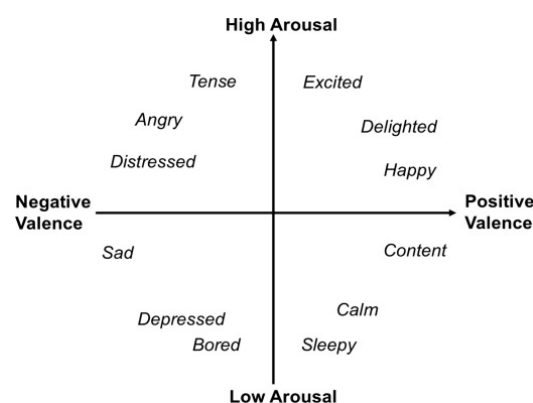 High Arousal
Tense
Excited
Angry
Delighted
Distressed
Happy
Negative
Valence
Positive
Valence
Sad
Content
Calm
Depressed
Bored
Sleepy
Low Arousal